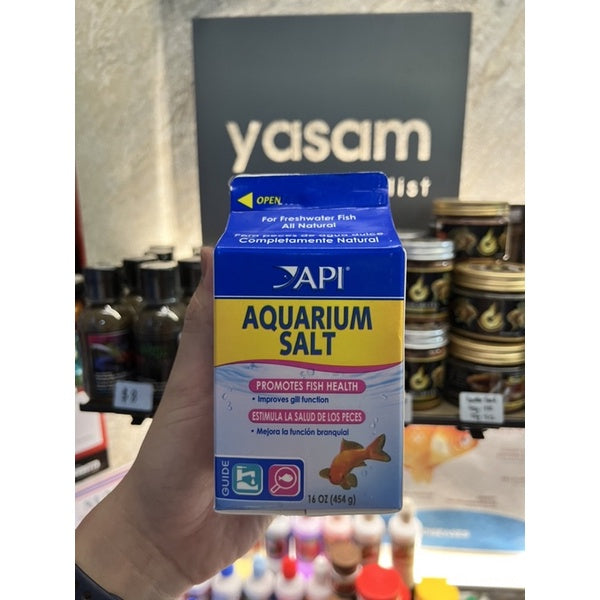 yasam
list
OPEN
For Freshwater Fish
All Natural
Para peces de agua dulce
Completamente Natural
API®
AQUARIUM
SALT
PROMOTES FISH HEALTH
• Improves gill function
ESTIMULA LA SALUD DE LOS PECES
• Mejora la función branquial
GUIDE
16 OZ (454 g)